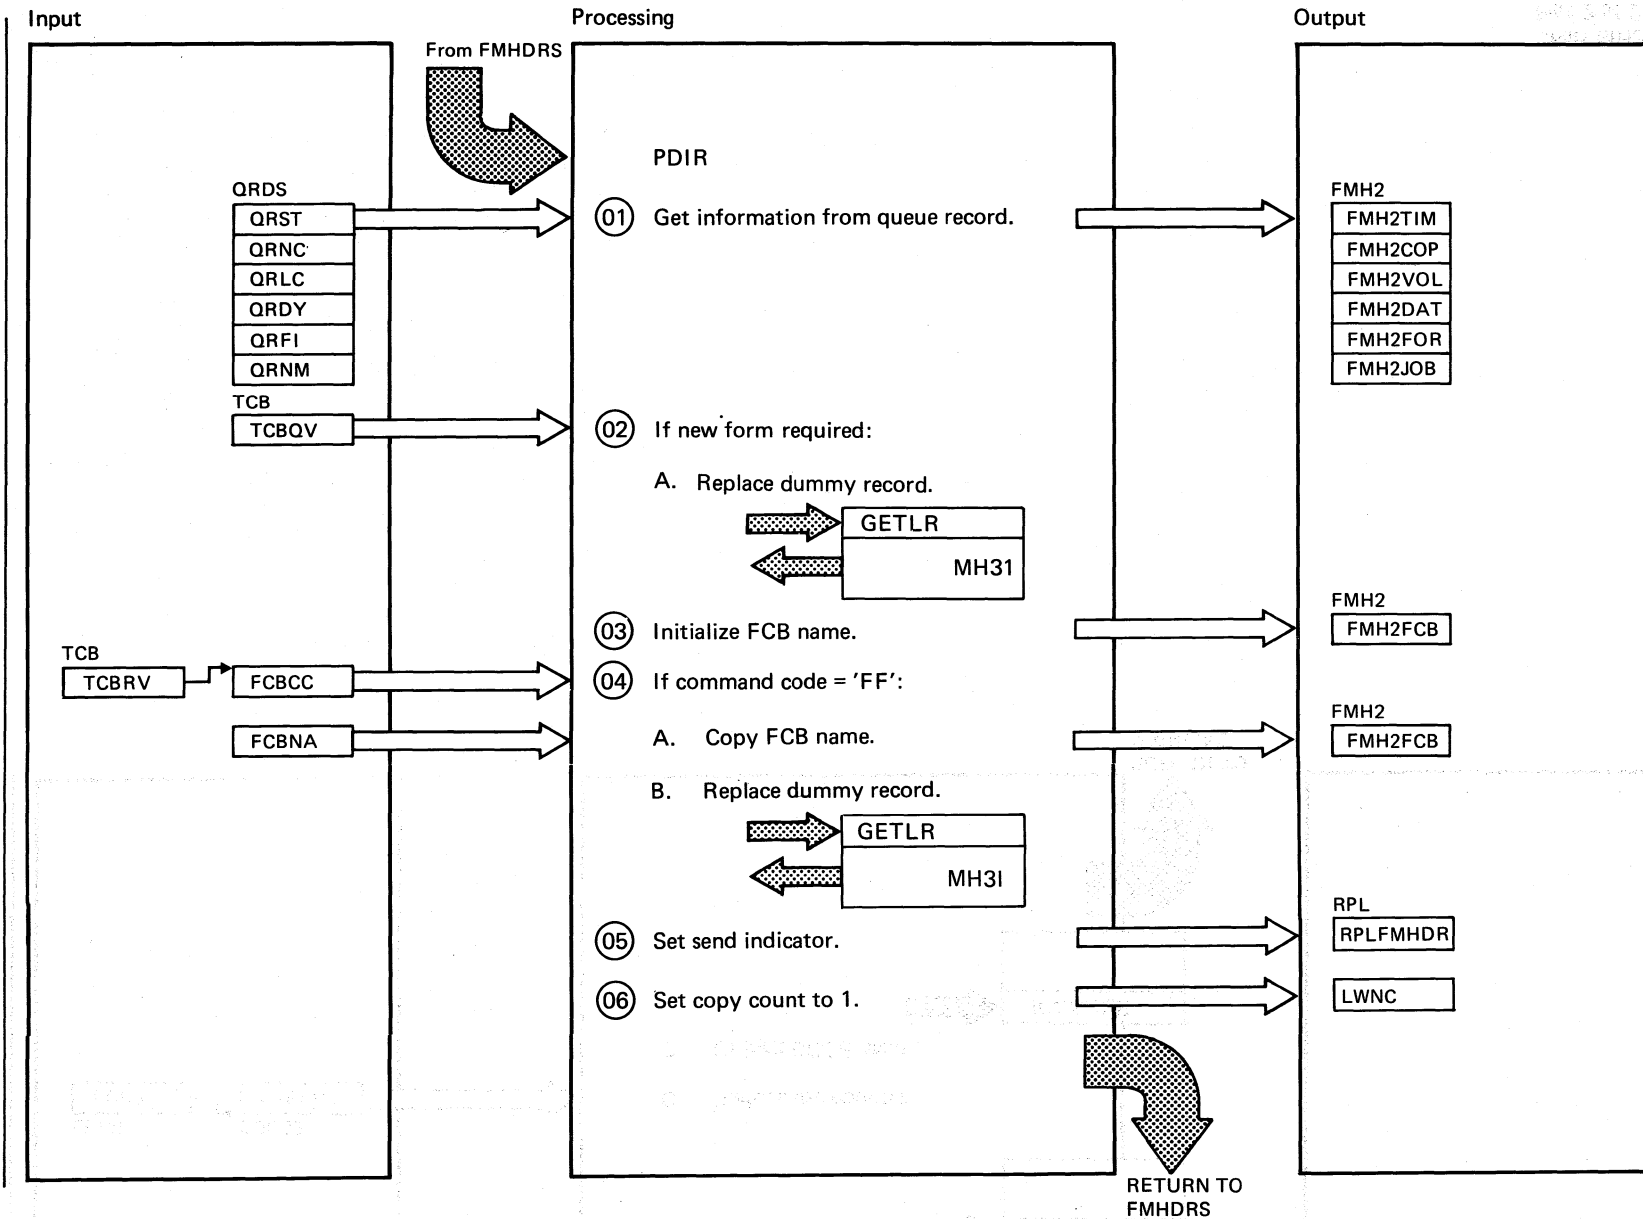 Input
Processing
Output
From FMHDRS
PDIR
QRDS
QRST
QRNC
QRLC
QRDY
QRFI
QRNM
01 Get information from queue record.
FMH2
FMH2TIM
FMH2COP
FMH2VOL
FMH2DAT
FMH2FOR
FMH2JOB
TCB
TCBQV
02 If new form required:
A. Replace dummy record.
GETLR
MH31
03 Initialize FCB name.
FMH2
FMH2FCB
TCB
TCBRV
FCBCC
04 If command code = 'FF':
FCBNA
A. Copy FCB name.
FMH2
FMH2FCB
B. Replace dummy record.
GETLR
MH3I
05 Set send indicator.
RPL
RPLFMHDR
06 Set copy count to 1.
LWNC
RETURN TO
FMHDRS